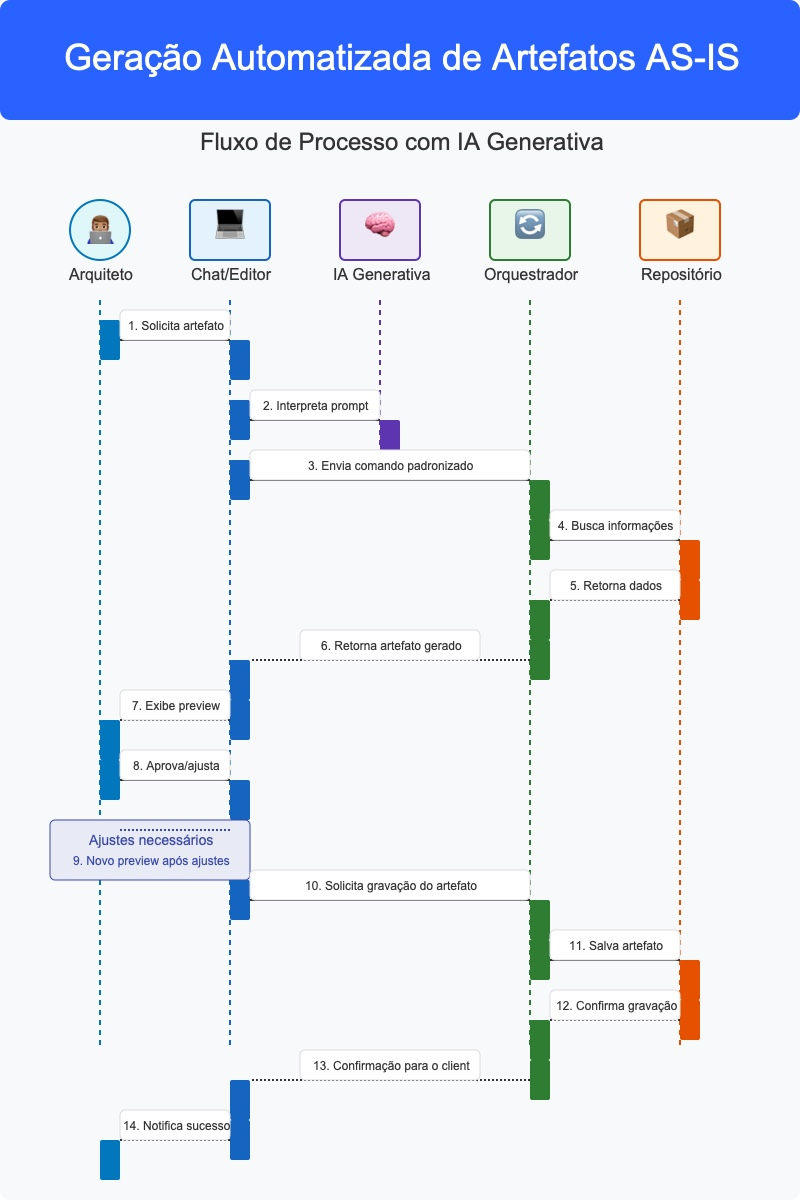 Geração Automatizada de Artefatos AS-IS
Fluxo de Processo com IA Generativa
Arquiteto
Chat/Editor
IA Generativa
Orquestrador
Repositório
1. Solicita artefato
2. Interpreta prompt
3. Envia comando padronizado
4. Busca informações
5. Retorna dados
6. Retorna artefato gerado
7. Exibe preview
8. Aprova/ajusta
Ajustes necessários
9. Novo preview após ajustes
10. Solicita gravação do artefato
11. Salva artefato
12. Confirma gravação
13. Confirmação para o client
14. Notifica sucesso